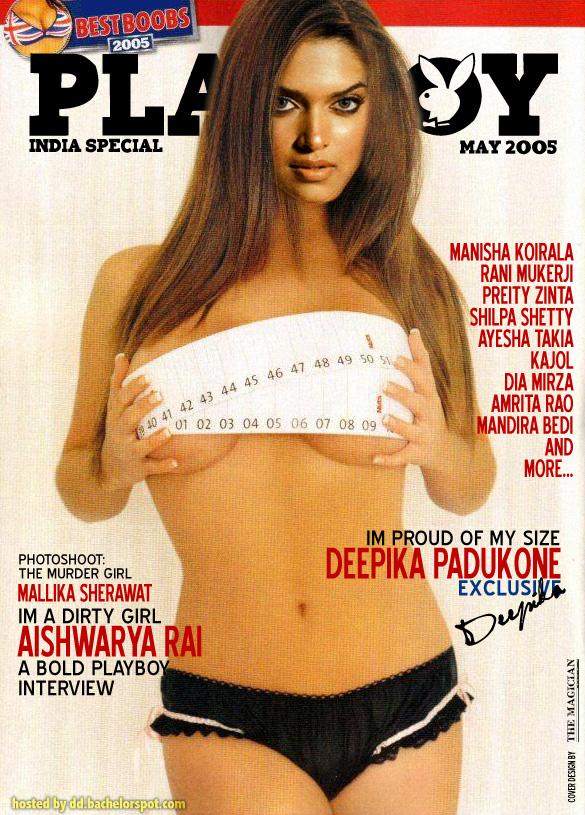 BEST BOOBS
2005
PLAYBOY
INDIA SPECIAL
MAY 2005
MANISHA KOIRALA
RANI MUKERJI
PREITY ZINTA
SHILPA SHETTY
AYESHA TAKIA
KAJOL
DIA MIRZA
AMRITA RAO
MANDIRA BEDI
AND
MORE...
39 40 41 42 43 44 45 46 47 48 49 50 51
01 02 03 04 05 06 07 08 09
IM PROUD OF MY SIZE
DEEPIKA PADUKONE
EXCLUSIVE
Deepika
PHOTOSHOOT:
THE MURDER GIRL
MALLIKA SHERAWAT
IM A DIRTY GIRL
AISHWARYA RAI
A BOLD PLAYBOY
INTERVIEW
COVER DESIGN BY THE MAGICIAN
hosted by dd.bachelorspot.com